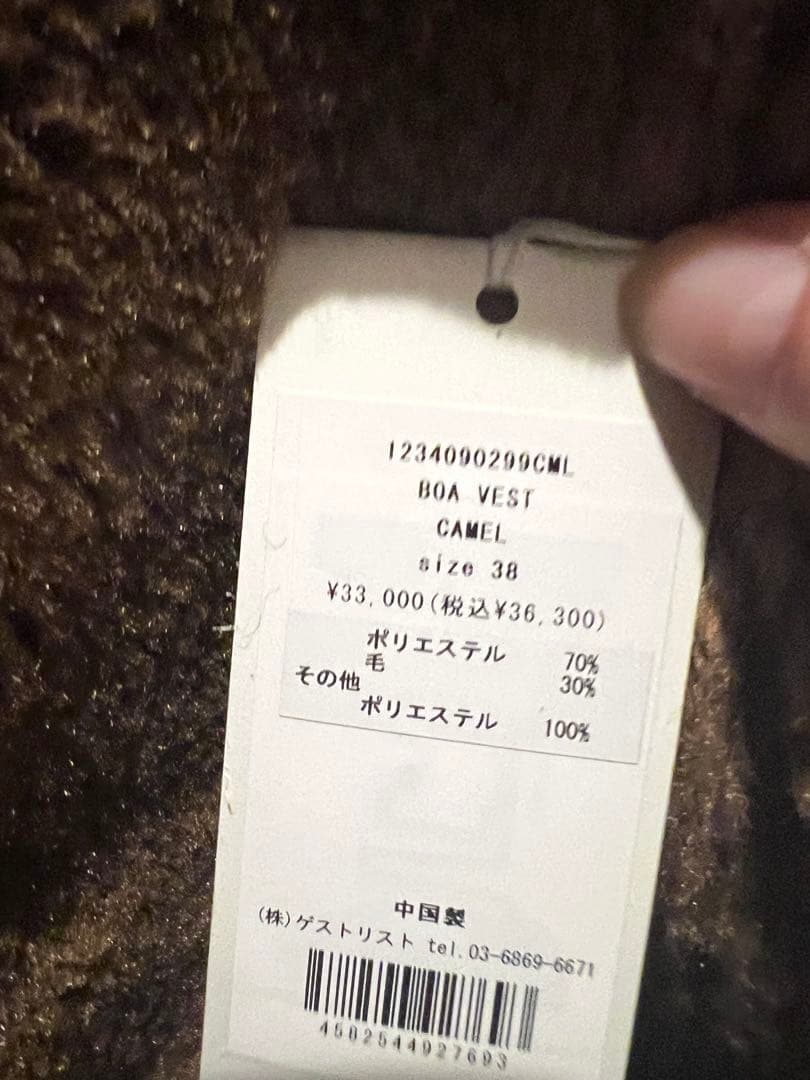 1234090299CML
BOA VEST
CAMEL
size 38
¥33,000(税込¥36,300)
ポリエステル 70%
毛 30%
その他
ポリエステル 100%
中国製
(株)ゲストリスト tel.03-6869-6671
4582544927693